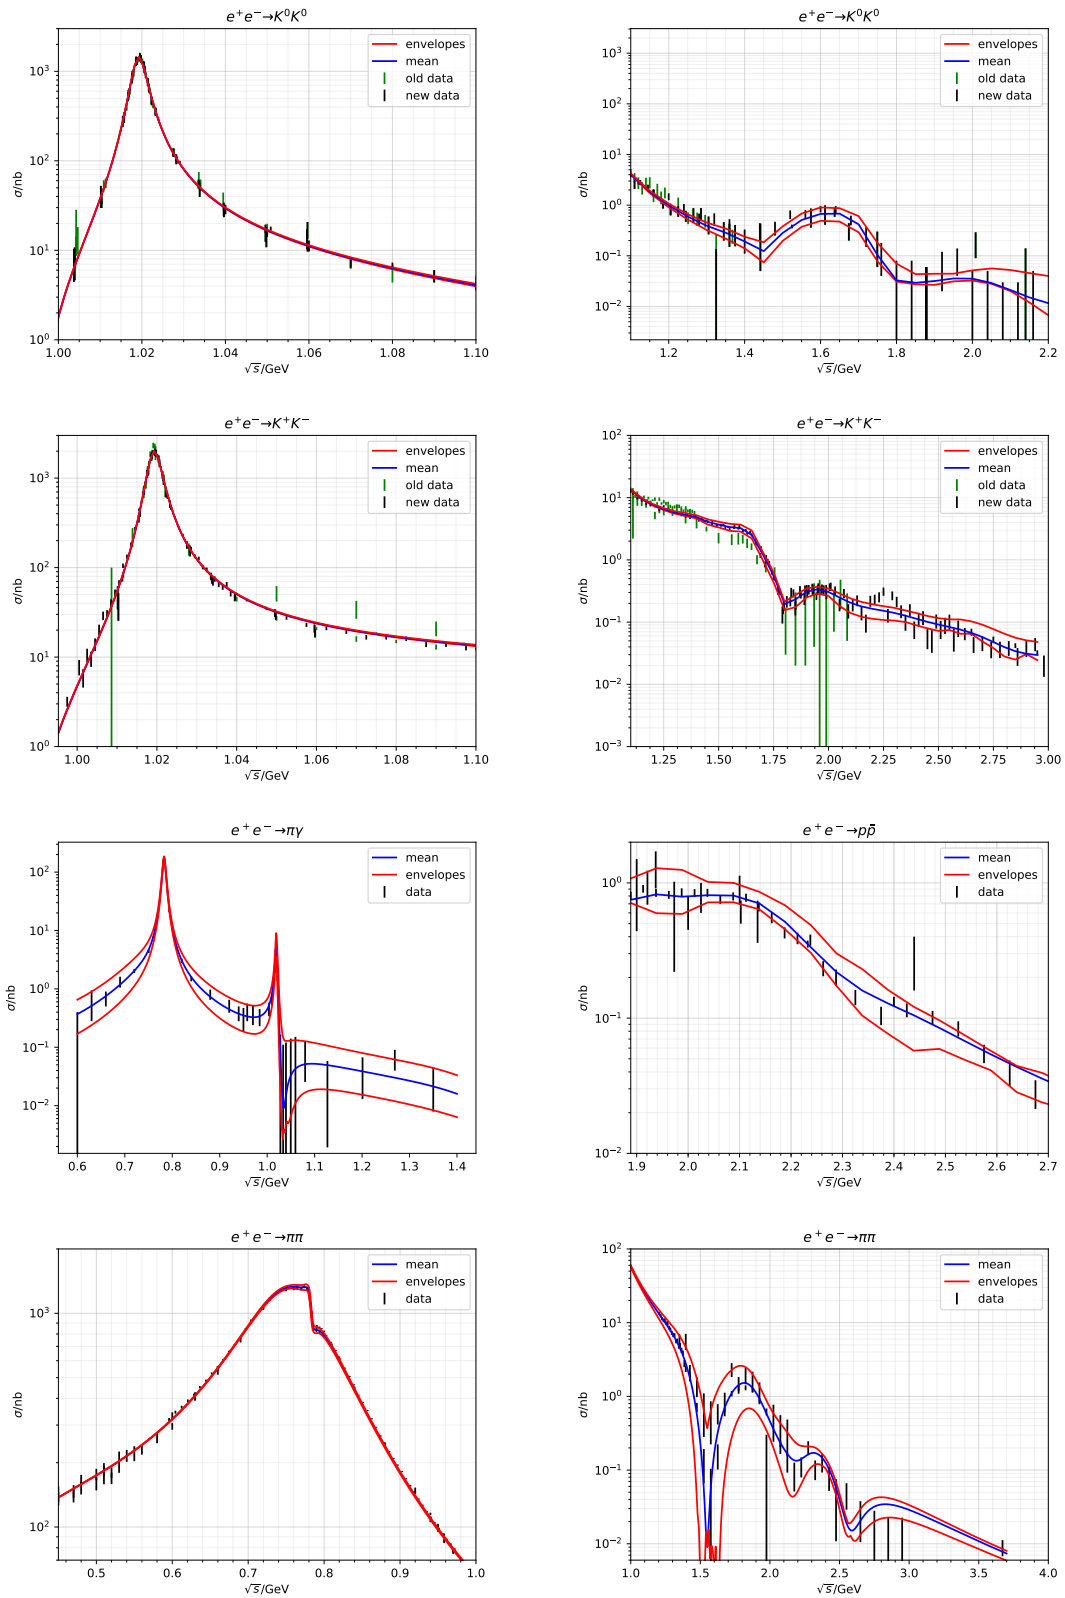 e⁺e⁻→K⁰K⁰
σ/nb
10³
10²
10¹
10⁰
envelopes
mean
old data
new data
1.00 1.02 1.04 1.06 1.08 1.10
√s/GeV
e⁺e⁻→K⁰K⁰
σ/nb
10³
10²
10¹
10⁰
10⁻¹
10⁻²
envelopes
mean
old data
new data
1.2 1.4 1.6 1.8 2.0 2.2
√s/GeV
e⁺e⁻→K⁺K⁻
σ/nb
10³
10²
10¹
10⁰
envelopes
mean
old data
new data
1.00 1.02 1.04 1.06 1.08 1.10
√s/GeV
e⁺e⁻→K⁺K⁻
σ/nb
10²
10¹
10⁰
10⁻¹
10⁻²
10⁻³
envelopes
mean
old data
new data
1.25 1.50 1.75 2.00 2.25 2.50 2.75 3.00
√s/GeV
e⁺e⁻→πγ
σ/nb
10²
10¹
10⁰
10⁻¹
10⁻²
mean
envelopes
data
0.6 0.7 0.8 0.9 1.0 1.1 1.2 1.3 1.4
√s/GeV
e⁺e⁻→pp̄
σ/nb
10⁰
10⁻¹
10⁻²
mean
envelopes
data
1.9 2.0 2.1 2.2 2.3 2.4 2.5 2.6 2.7
√s/GeV
e⁺e⁻→ππ
σ/nb
10³
10²
mean
envelopes
data
0.5 0.6 0.7 0.8 0.9 1.0
√s/GeV
e⁺e⁻→ππ
σ/nb
10²
10¹
10⁰
10⁻¹
10⁻²
mean
envelopes
data
1.0 1.5 2.0 2.5 3.0 3.5 4.0
√s/GeV